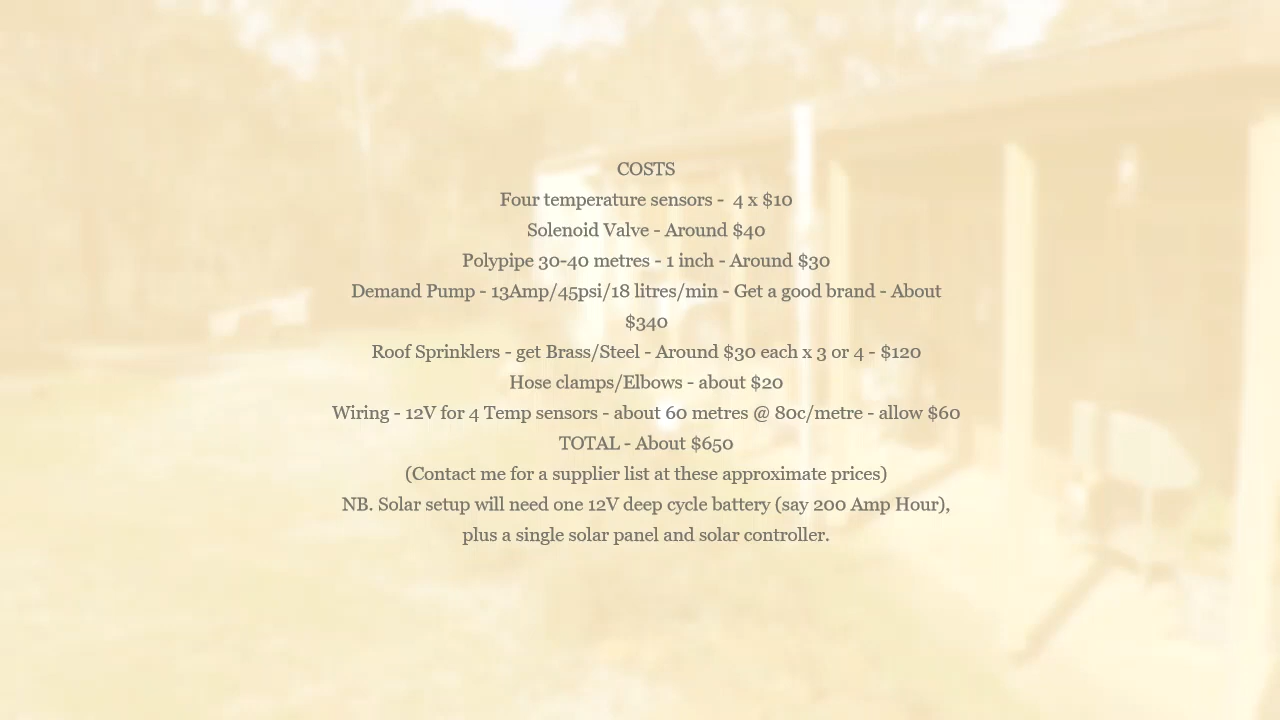 COSTS
Four temperature sensors -  4 x $10
Solenoid Valve - Around $40
Polypipe 30-40 metres - 1 inch - Around $30
Demand Pump - 13Amp/45psi/18 litres/min - Get a good brand - About
$340
Roof Sprinklers - get Brass/Steel - Around $30 each x 3 or 4 - $120
Hose clamps/Elbows - about $20
Wiring - 12V for 4 Temp sensors - about 60 metres @ 80c/metre - allow $60
TOTAL - About $650
(Contact me for a supplier list at these approximate prices)
NB. Solar setup will need one 12V deep cycle battery (say 200 Amp Hour),
plus a single solar panel and solar controller.